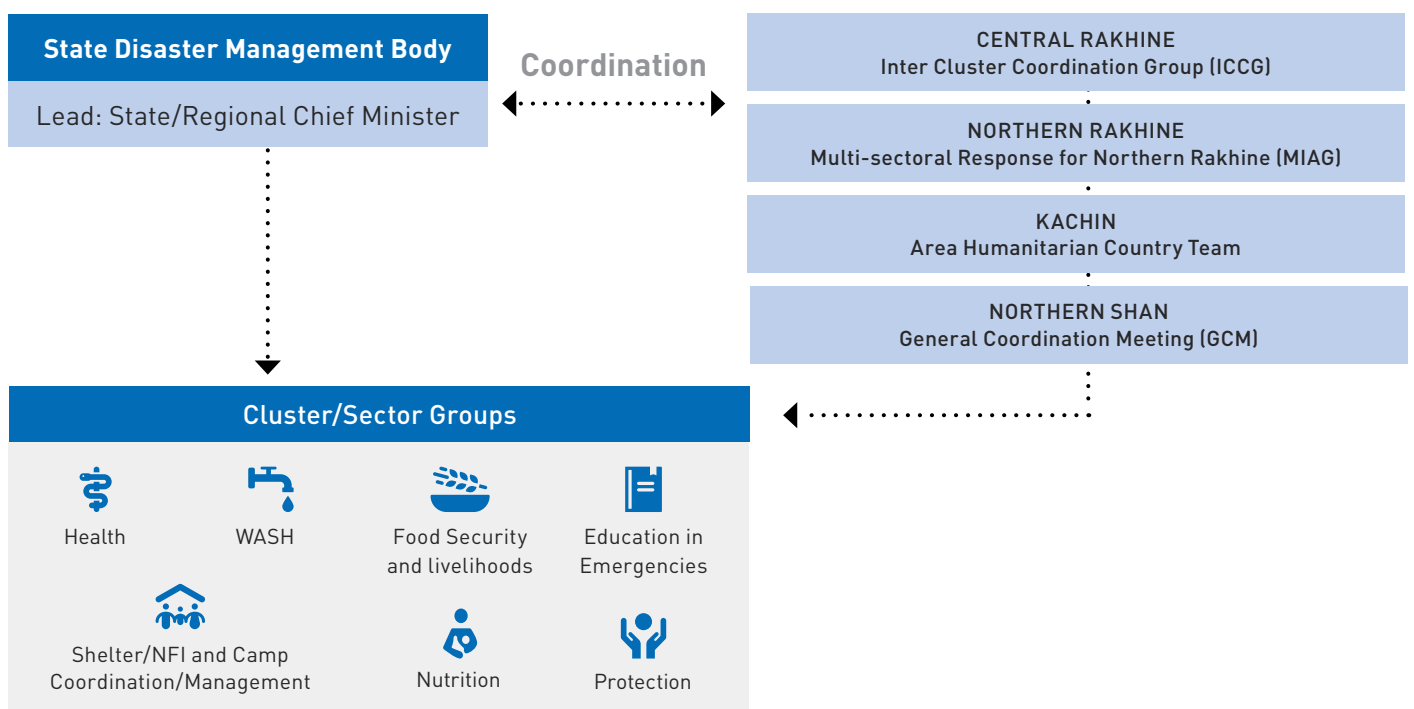 State Disaster Management Body
Lead: State/Regional Chief Minister
Coordination
CENTRAL RAKHINE
Inter Cluster Coordination Group (ICCG)
NORTHERN RAKHINE
Multi-sectoral Response for Northern Rakhine (MIAG)
KACHIN
Area Humanitarian Country Team
NORTHERN SHAN
General Coordination Meeting (GCM)
Cluster/Sector Groups
Health
WASH
Food Security
and livelihoods
Education in
Emergencies
Shelter/NFI and Camp
Coordination/Management
Nutrition
Protection